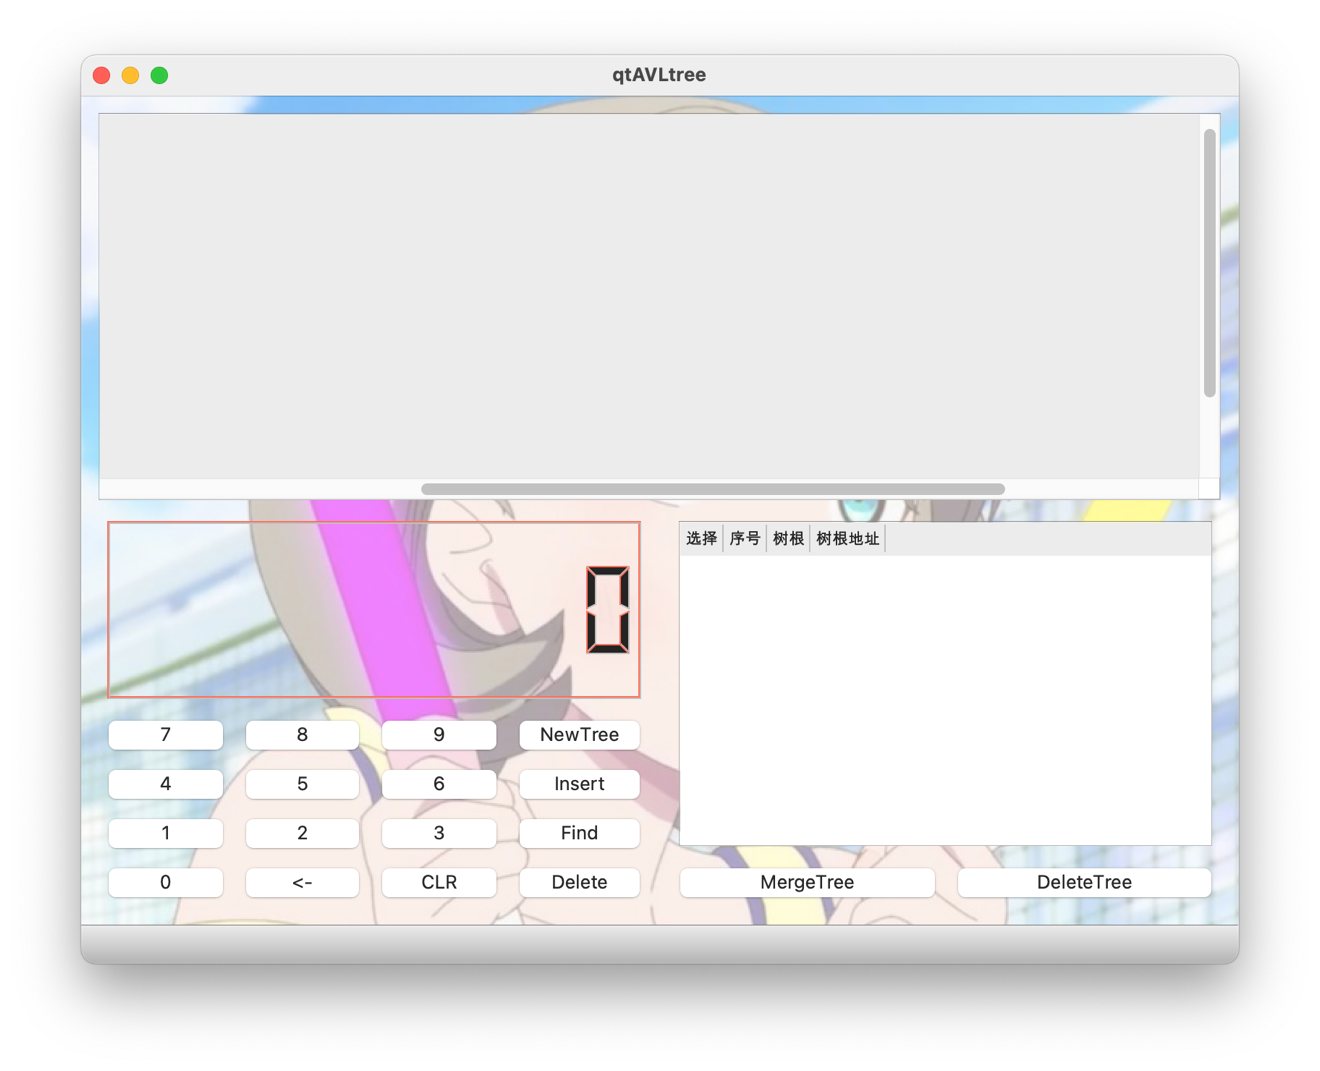 qtAVLtree
0
选择 序号 树根 树根地址
7 8 9 NewTree
4 5 6 Insert
1 2 3 Find
0 <- CLR Delete
MergeTree DeleteTree